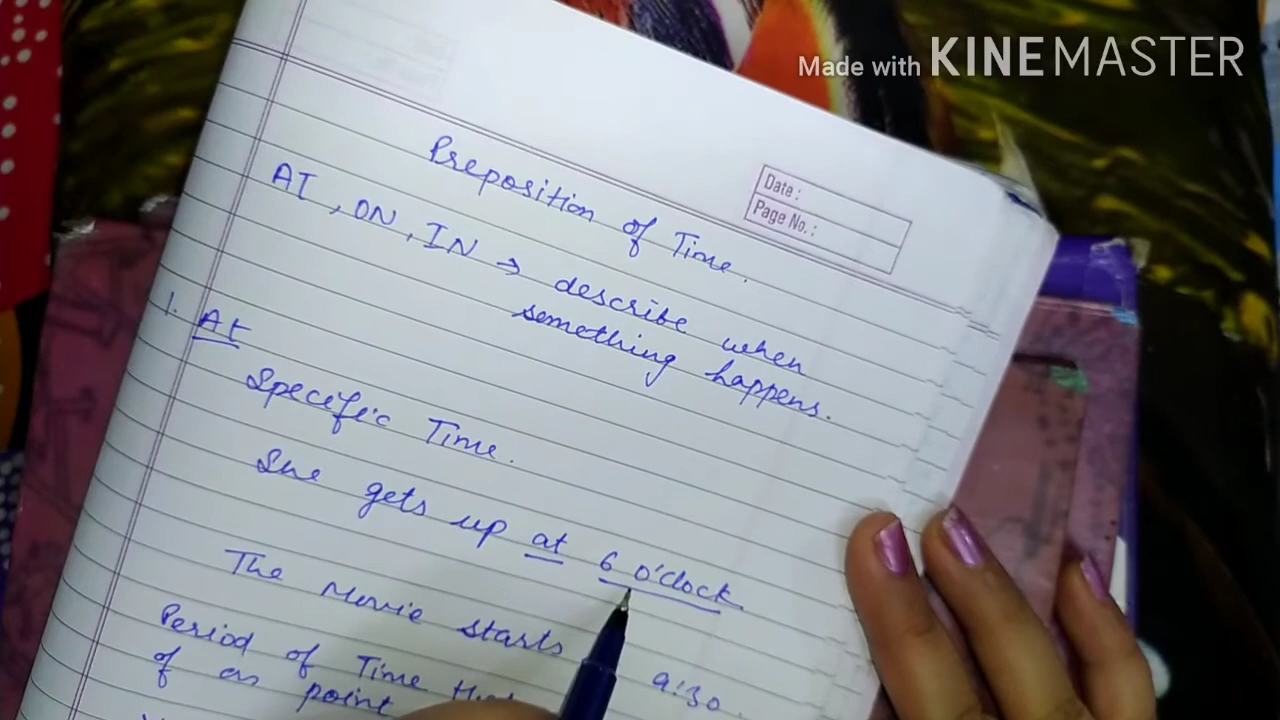 Made with KINEMASTER
Date :
Page No. :
Preposition of Time.
AT, ON, IN → describe when
something happens.
1. At
Specific Time.
She gets up at 6 o'clock.
The Movie starts 9:30.
Period of Time
of as point